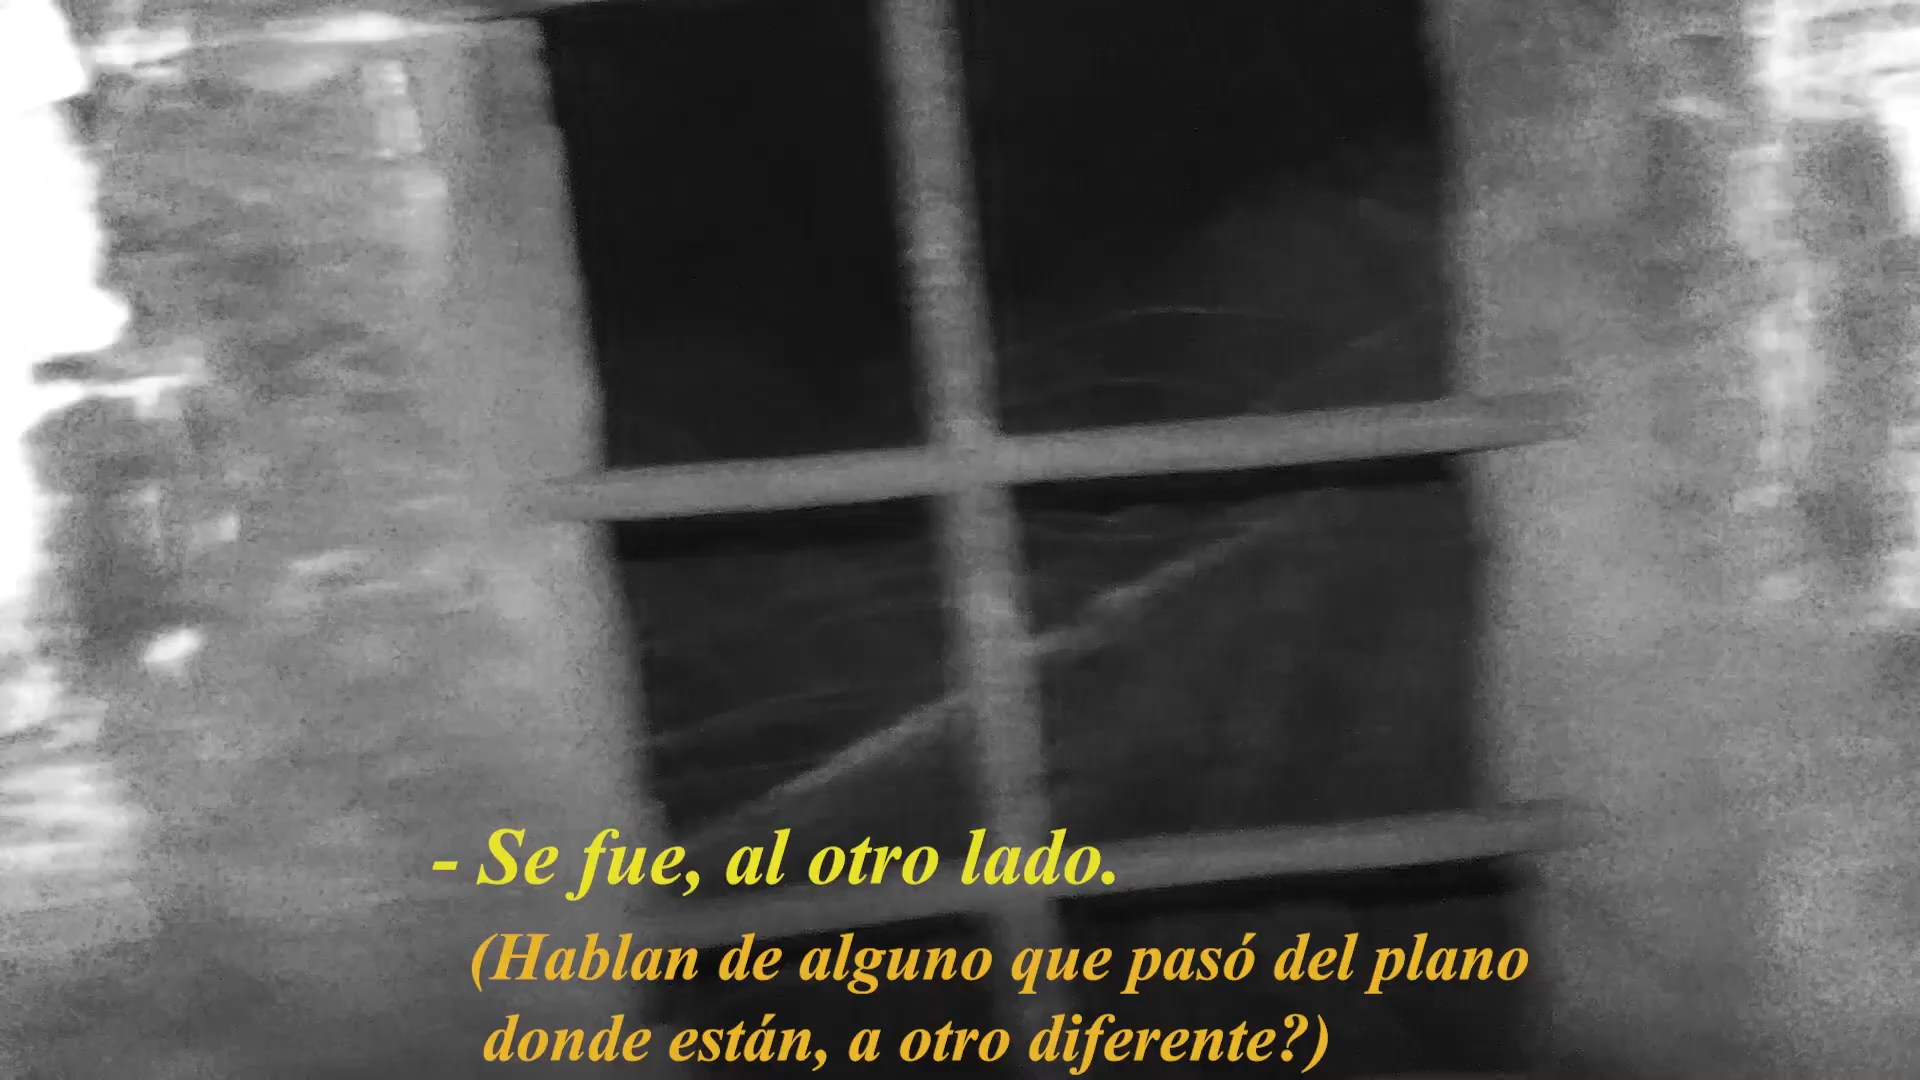 - Se fue, al otro lado.
(Hablan de alguno que pasó del plano
donde están, a otro diferente?)